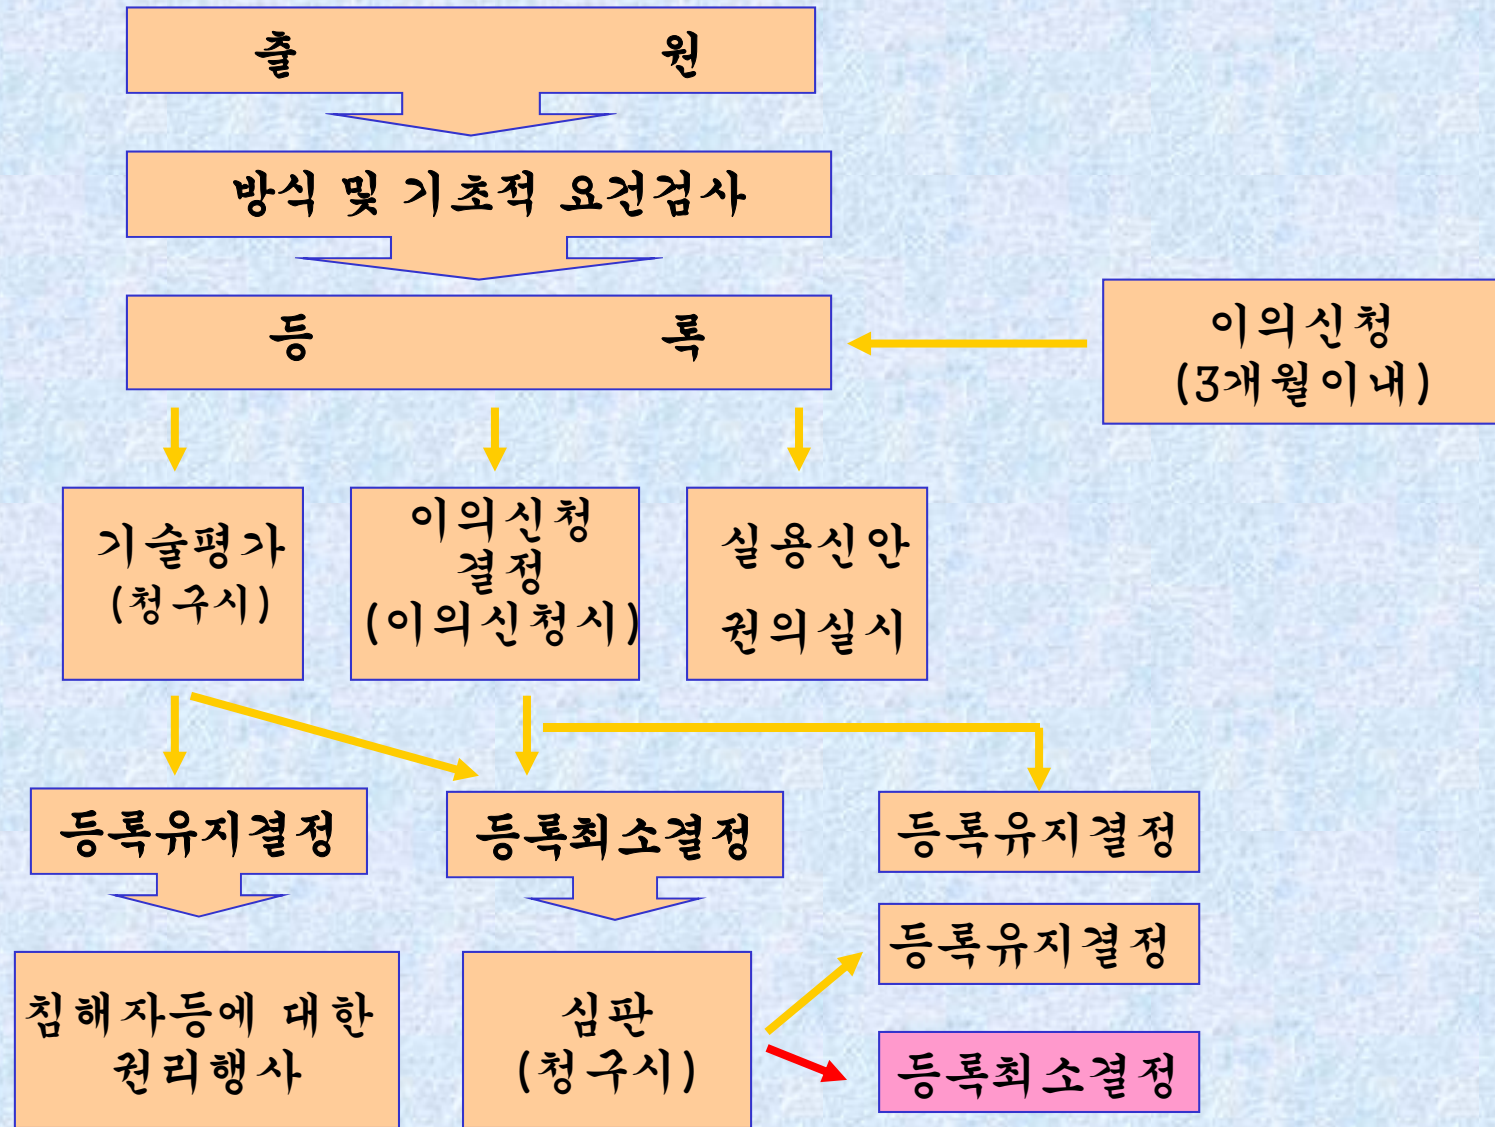 출 원
방식 및 기초적 요건검사
등 록
이의신청
(3개월이내)
기술평가
(청구시)
이의신청
결정
(이의신청시)
실용신안
권의실시
등록유지결정
등록최소결정
등록유지결정
등록유지결정
침해자등에 대한
권리행사
심판
(청구시)
등록최소결정